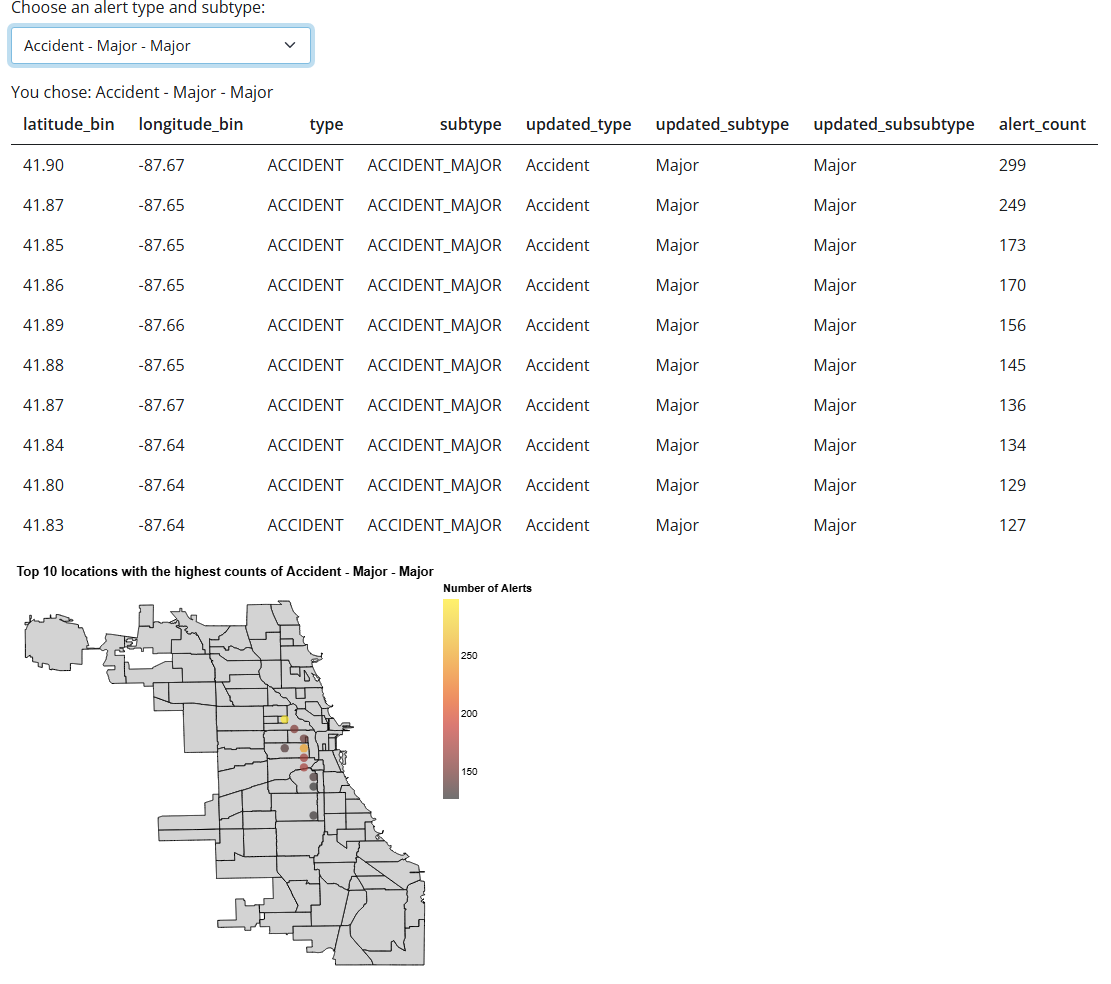 Choose an alert type and subtype:
Accident - Major - Major
You chose: Accident - Major - Major
latitude_bin longitude_bin type subtype updated_type updated_subtype updated_subsubtype alert_count
41.90 -87.67 ACCIDENT ACCIDENT_MAJOR Accident Major Major 299
41.87 -87.65 ACCIDENT ACCIDENT_MAJOR Accident Major Major 249
41.85 -87.65 ACCIDENT ACCIDENT_MAJOR Accident Major Major 173
41.86 -87.65 ACCIDENT ACCIDENT_MAJOR Accident Major Major 170
41.89 -87.66 ACCIDENT ACCIDENT_MAJOR Accident Major Major 156
41.88 -87.65 ACCIDENT ACCIDENT_MAJOR Accident Major Major 145
41.87 -87.67 ACCIDENT ACCIDENT_MAJOR Accident Major Major 136
41.84 -87.64 ACCIDENT ACCIDENT_MAJOR Accident Major Major 134
41.80 -87.64 ACCIDENT ACCIDENT_MAJOR Accident Major Major 129
41.83 -87.64 ACCIDENT ACCIDENT_MAJOR Accident Major Major 127
Top 10 locations with the highest counts of Accident - Major - Major
Number of Alerts
250
200
150